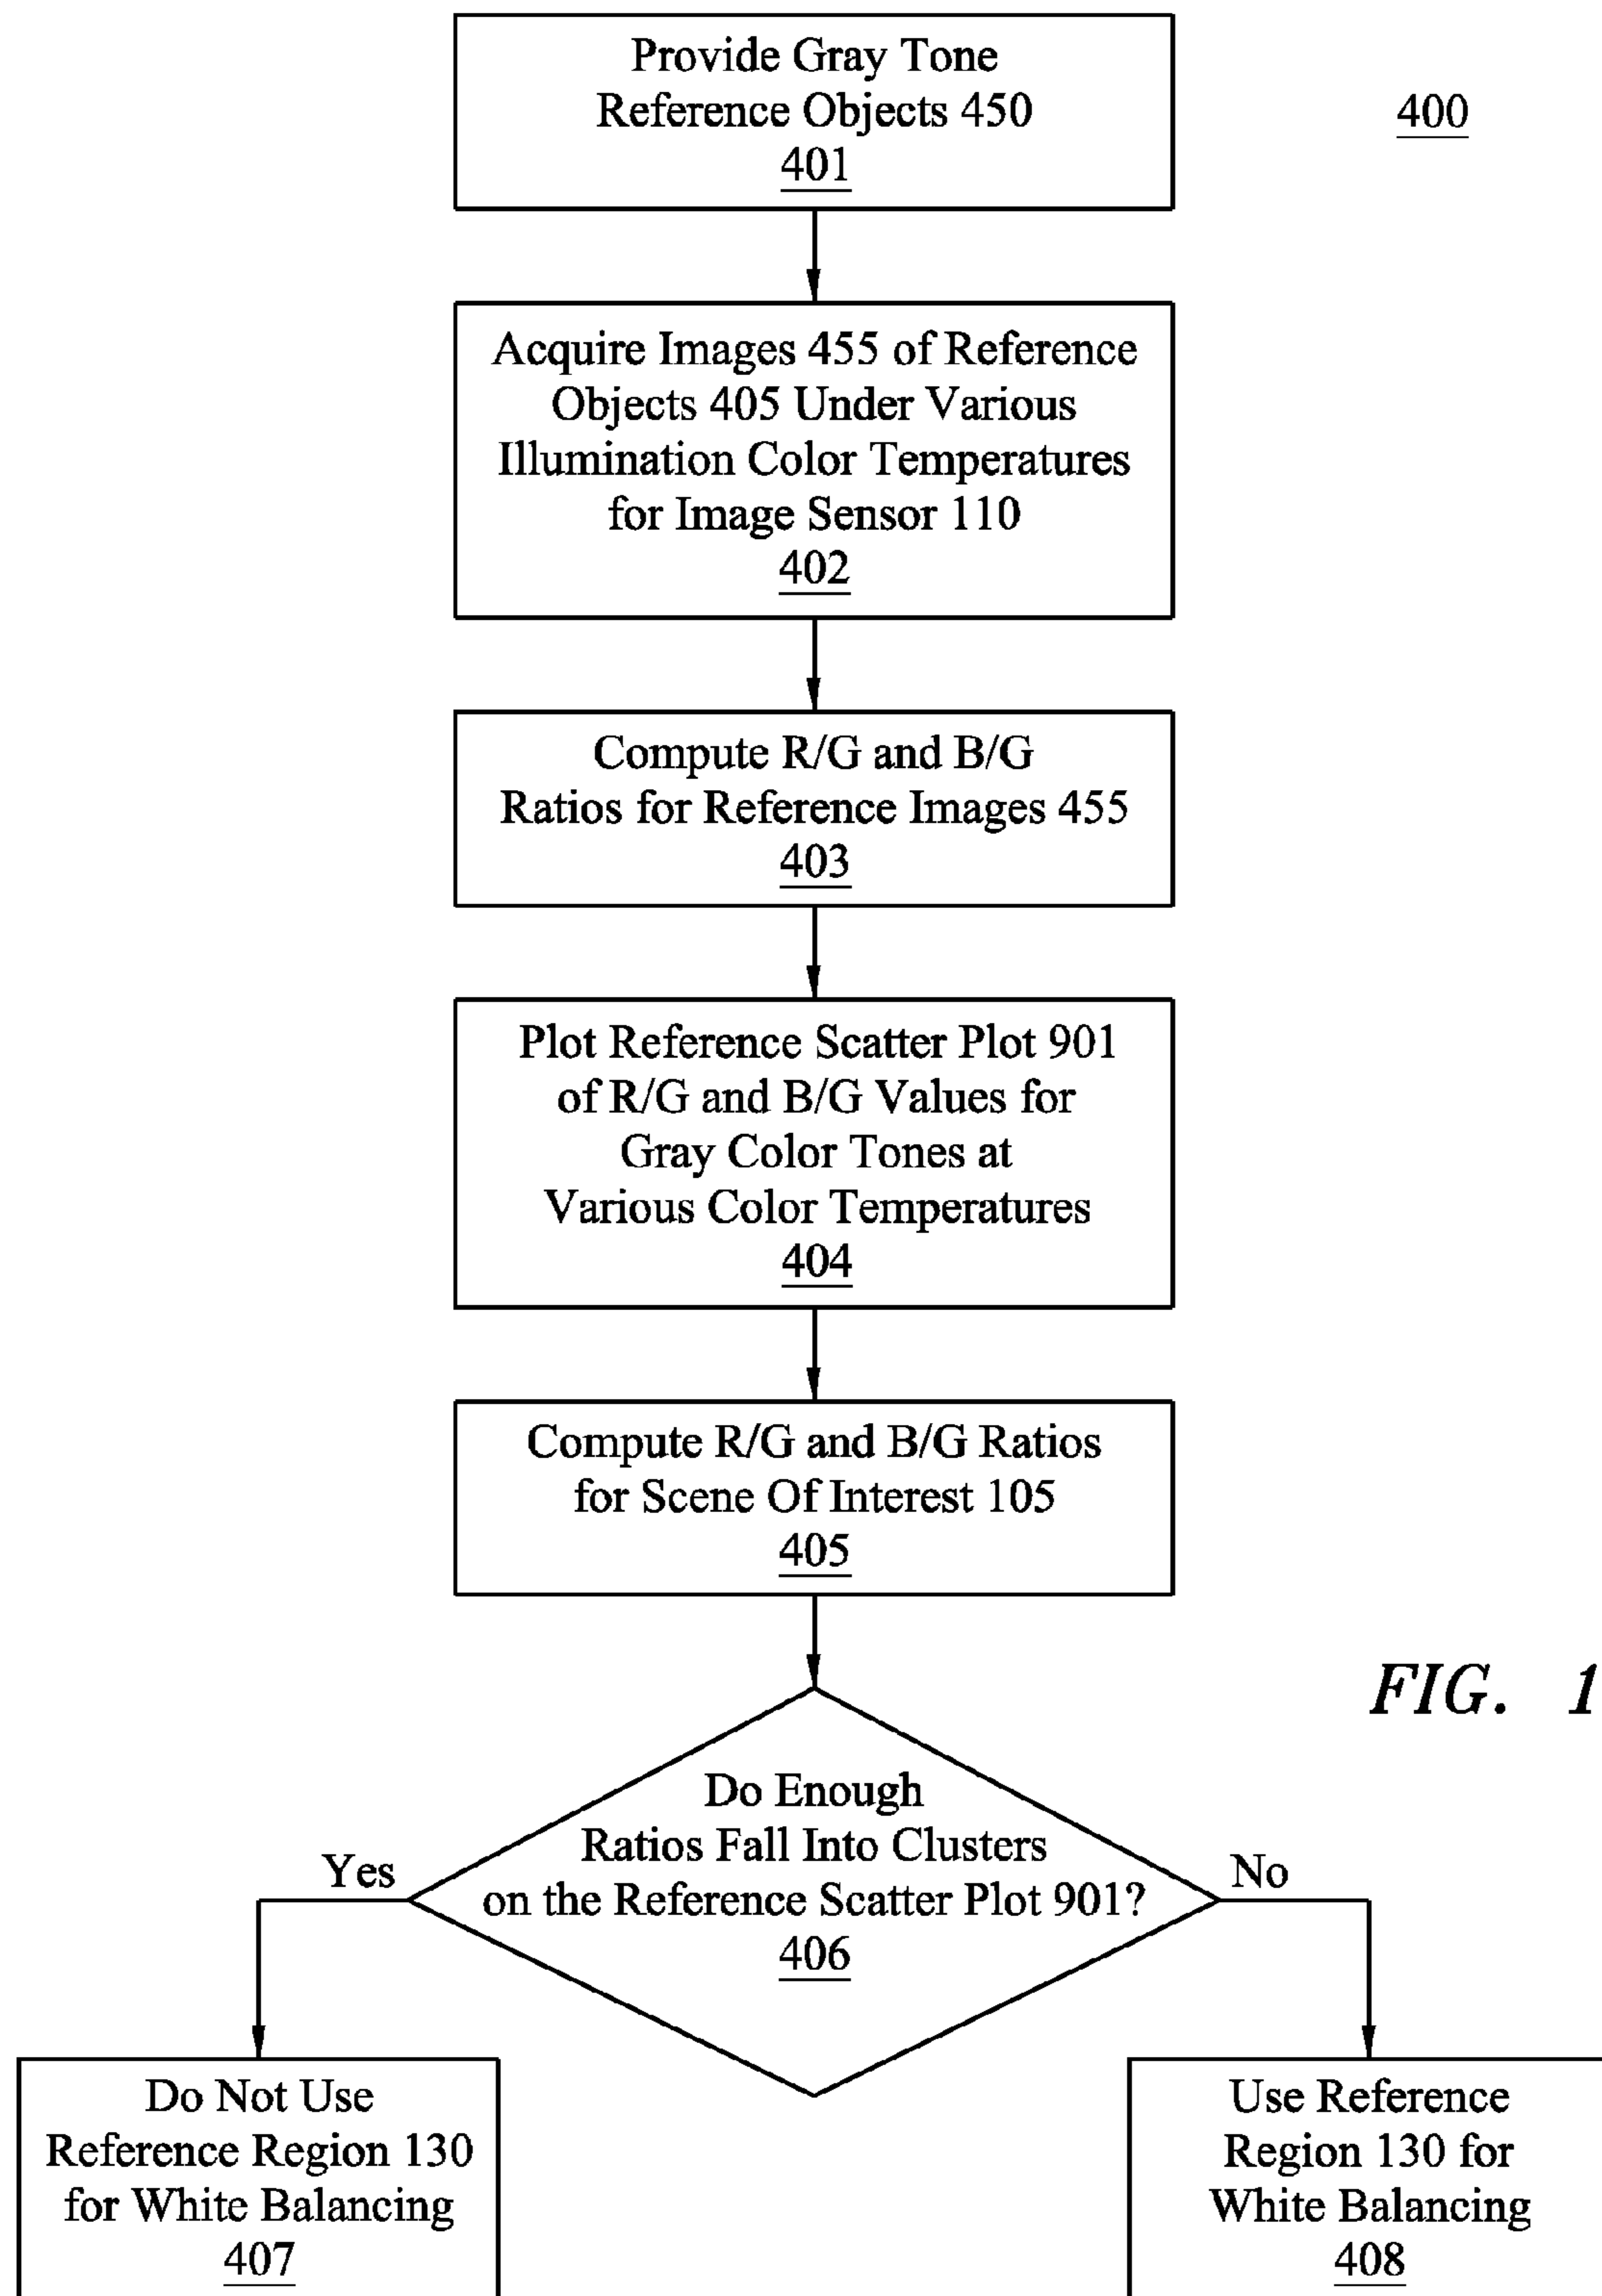 Provide Gray Tone
Reference Objects 450
401
400
Acquire Images 455 of Reference
Objects 405 Under Various
Illumination Color Temperatures
for Image Sensor 110
402
Compute R/G and B/G
Ratios for Reference Images 455
403
Plot Reference Scatter Plot 901
of R/G and B/G Values for
Gray Color Tones at
Various Color Temperatures
404
Compute R/G and B/G Ratios
for Scene Of Interest 105
405
FIG. 1
Do Enough
Ratios Fall Into Clusters
on the Reference Scatter Plot 901?
406
Yes
No
Do Not Use
Reference Region 130
for White Balancing
407
Use Reference
Region 130 for
White Balancing
408